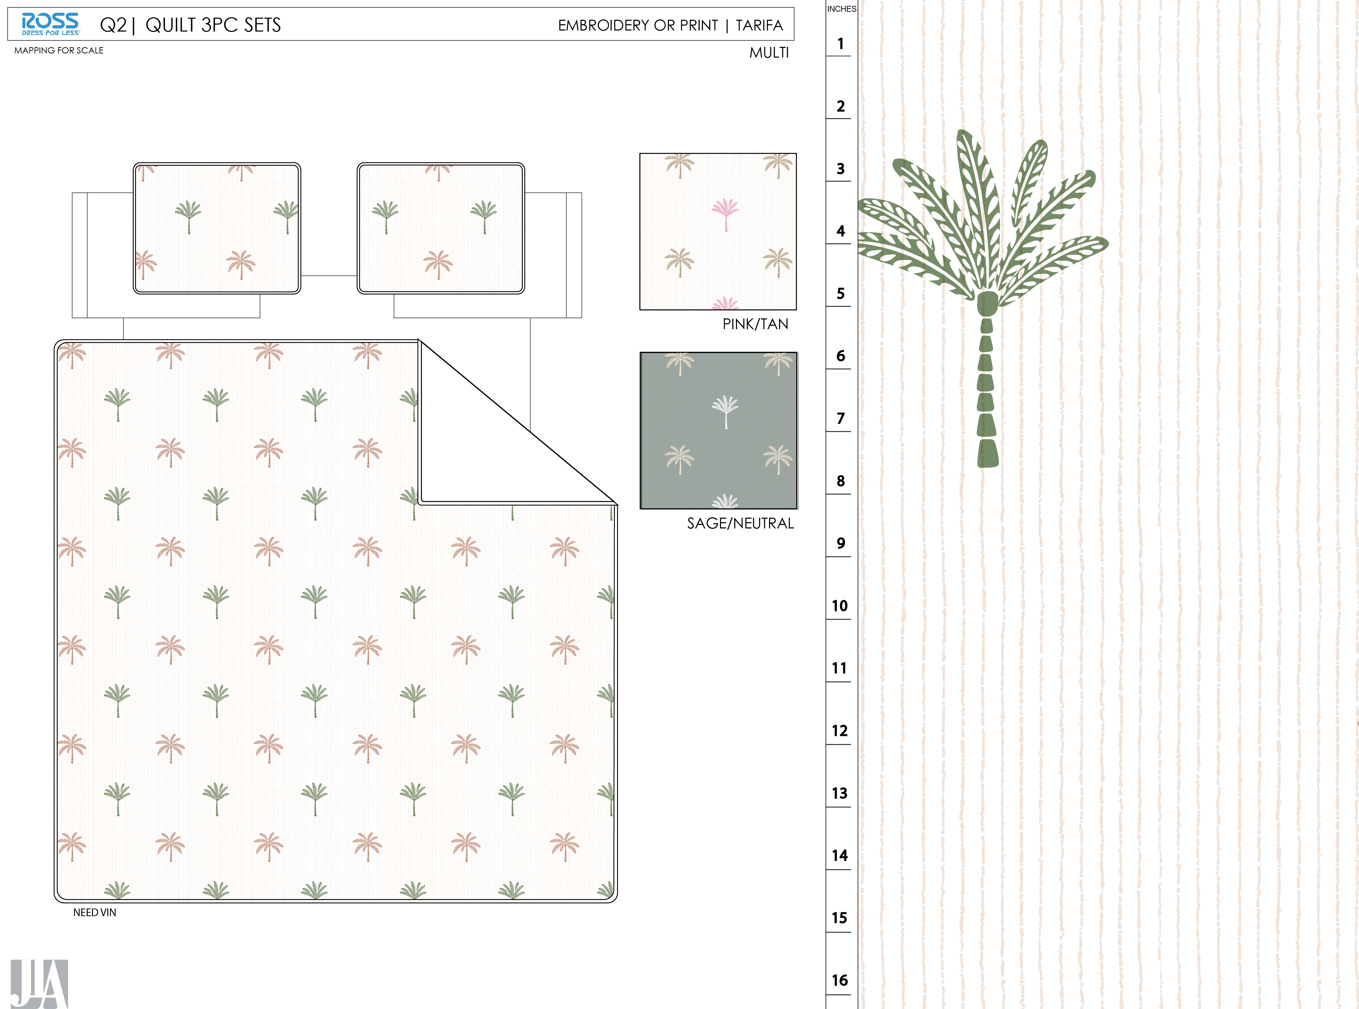 ROSS
DRESS FOR LESS
Q2| QUILT 3PC SETS
EMBROIDERY OR PRINT | TARIFA
MAPPING FOR SCALE
MULTI
PINK/TAN
SAGE/NEUTRAL
NEED VIN
JLA
INCHES
1
2
3
4
5
6
7
8
9
10
11
12
13
14
15
16